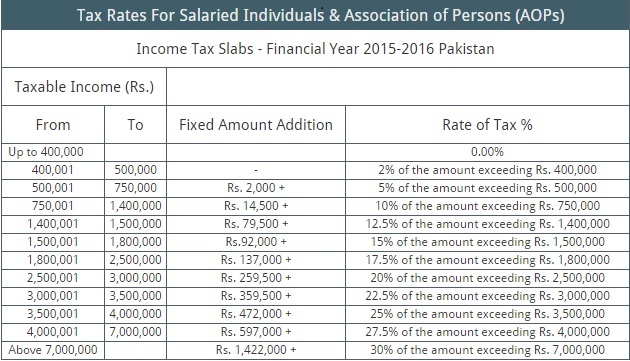 Tax Rates For Salaried Individuals & Association of Persons (AOPs)
Income Tax Slabs - Financial Year 2015-2016 Pakistan
Taxable Income (Rs.)
From To Fixed Amount Addition Rate of Tax %
Up to 400,000 0.00%
400,001 500,000 - 2% of the amount exceeding Rs. 400,000
500,001 750,000 Rs. 2,000 + 5% of the amount exceeding Rs. 500,000
750,001 1,400,000 Rs. 14,500 + 10% of the amount exceeding Rs. 750,000
1,400,001 1,500,000 Rs. 79,500 + 12.5% of the amount exceeding Rs. 1,400,000
1,500,001 1,800,000 Rs.92,000 + 15% of the amount exceeding Rs. 1,500,000
1,800,001 2,500,000 Rs. 137,000 + 17.5% of the amount exceeding Rs. 1,800,000
2,500,001 3,000,000 Rs. 259,500 + 20% of the amount exceeding Rs. 2,500,000
3,000,001 3,500,000 Rs. 359,500 + 22.5% of the amount exceeding Rs. 3,000,000
3,500,001 4,000,000 Rs. 472,000 + 25% of the amount exceeding Rs. 3,500,000
4,000,001 7,000,000 Rs. 597,000 + 27.5% of the amount exceeding Rs. 4,000,000
Above 7,000,000 Rs. 1,422,000 + 30% of the amount exceeding Rs. 7,000,000